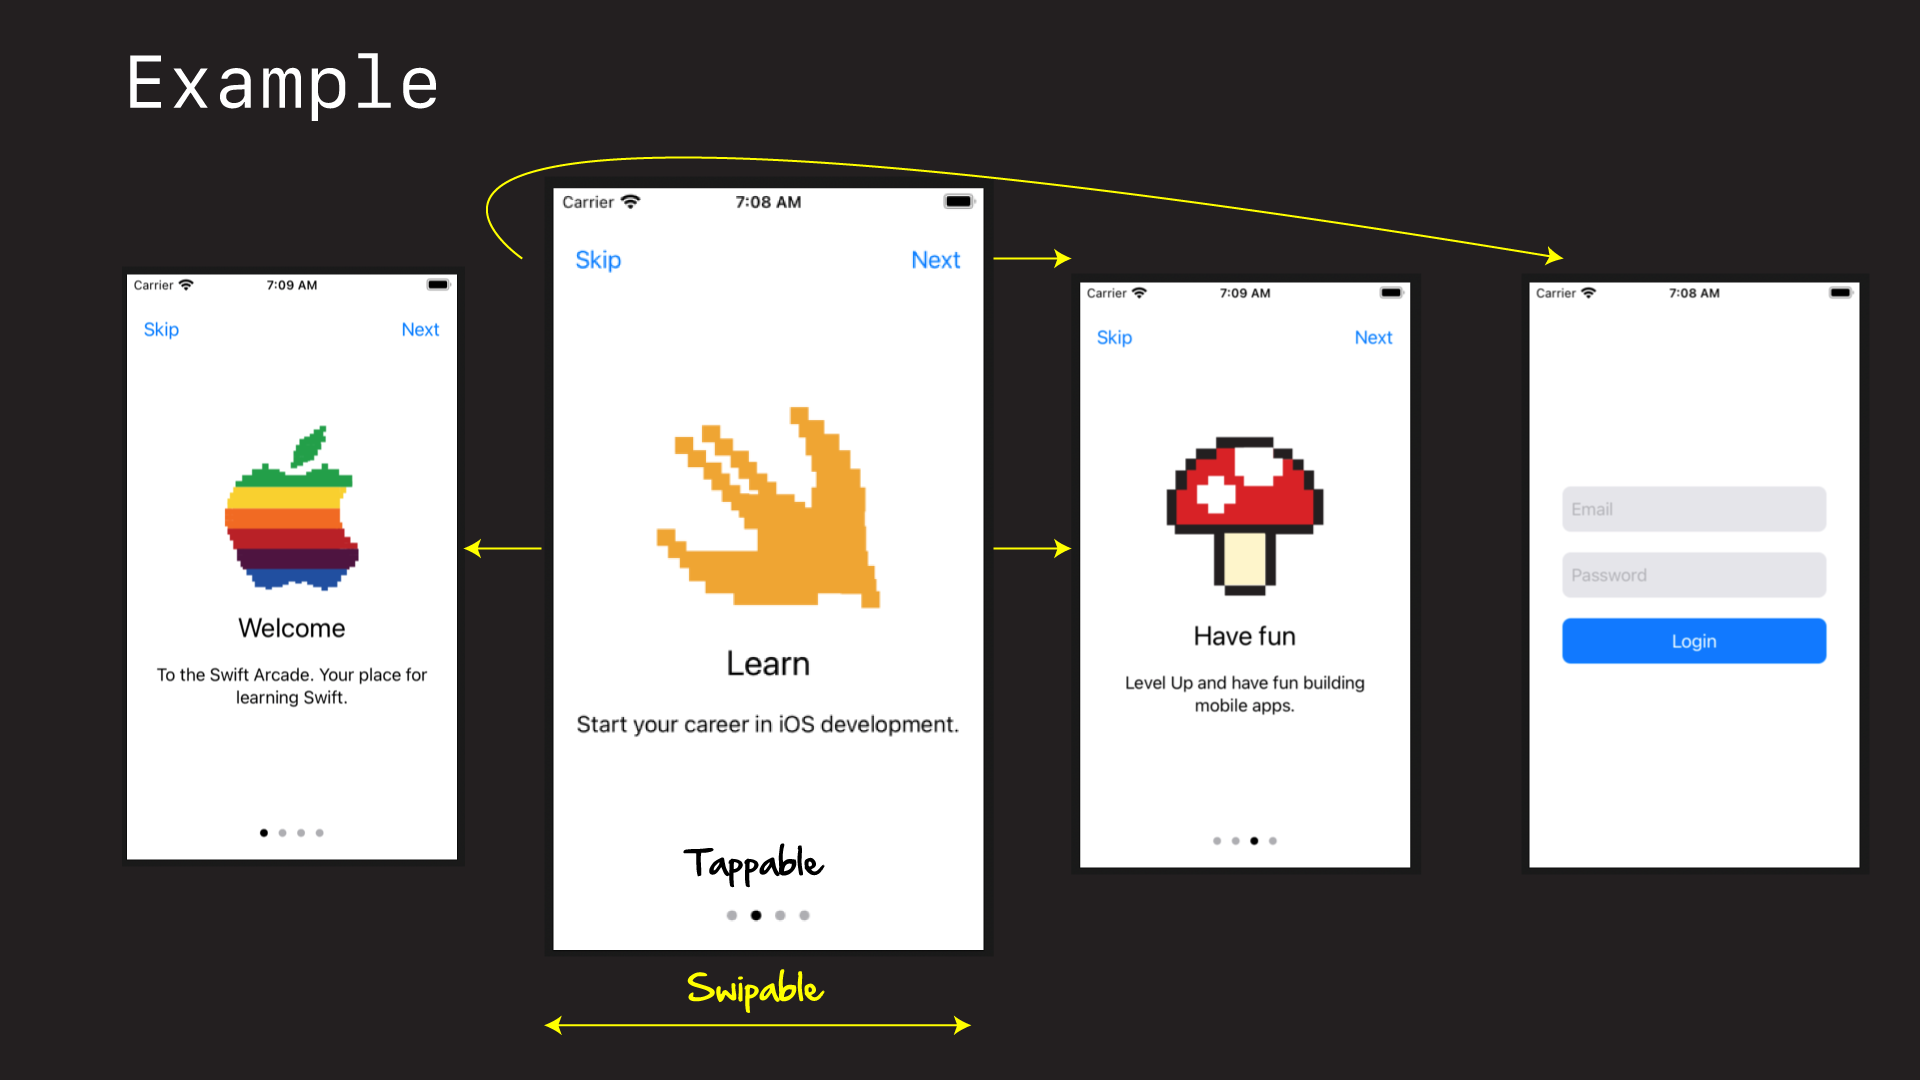 Example
Carrier 7:09 AM
Skip Next
Welcome
To the Swift Arcade. Your place for
learning Swift.
Carrier 7:08 AM
Skip Next
Learn
Start your career in iOS development.
Tappable
Swipable
Carrier 7:09 AM
Skip Next
Have fun
Level Up and have fun building
mobile apps.
Carrier 7:08 AM
Email
Password
Login